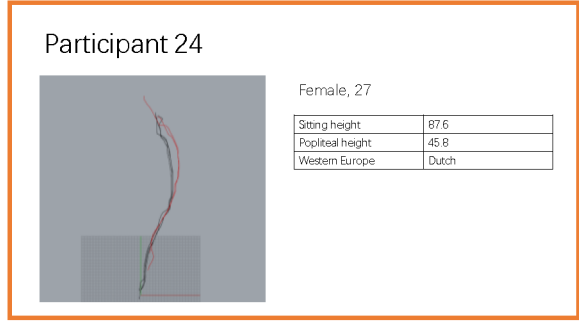 Participant 24
Female, 27
Sitting height 87.6
Popliteal height 45.8
Western Europe Dutch